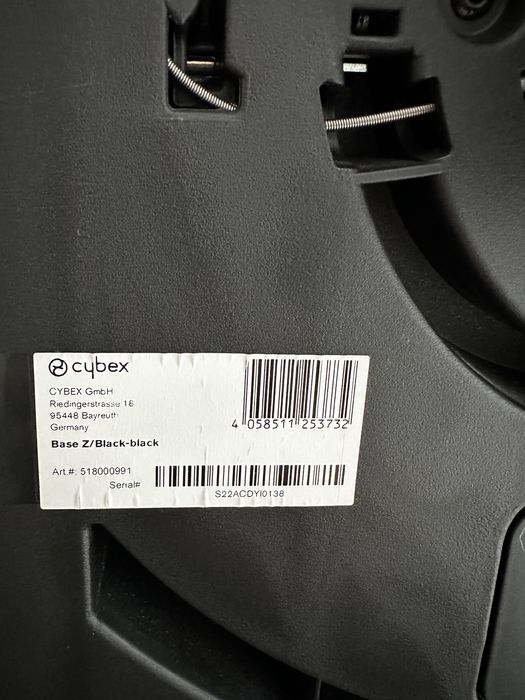 cybex
CYBEX GmbH
Riedingerstrasse 18
95448 Bayreuth
Germany
4 058511 253732
Base Z/Black-black
Art.#: 518000991
Serial#
S22ACDYI0138